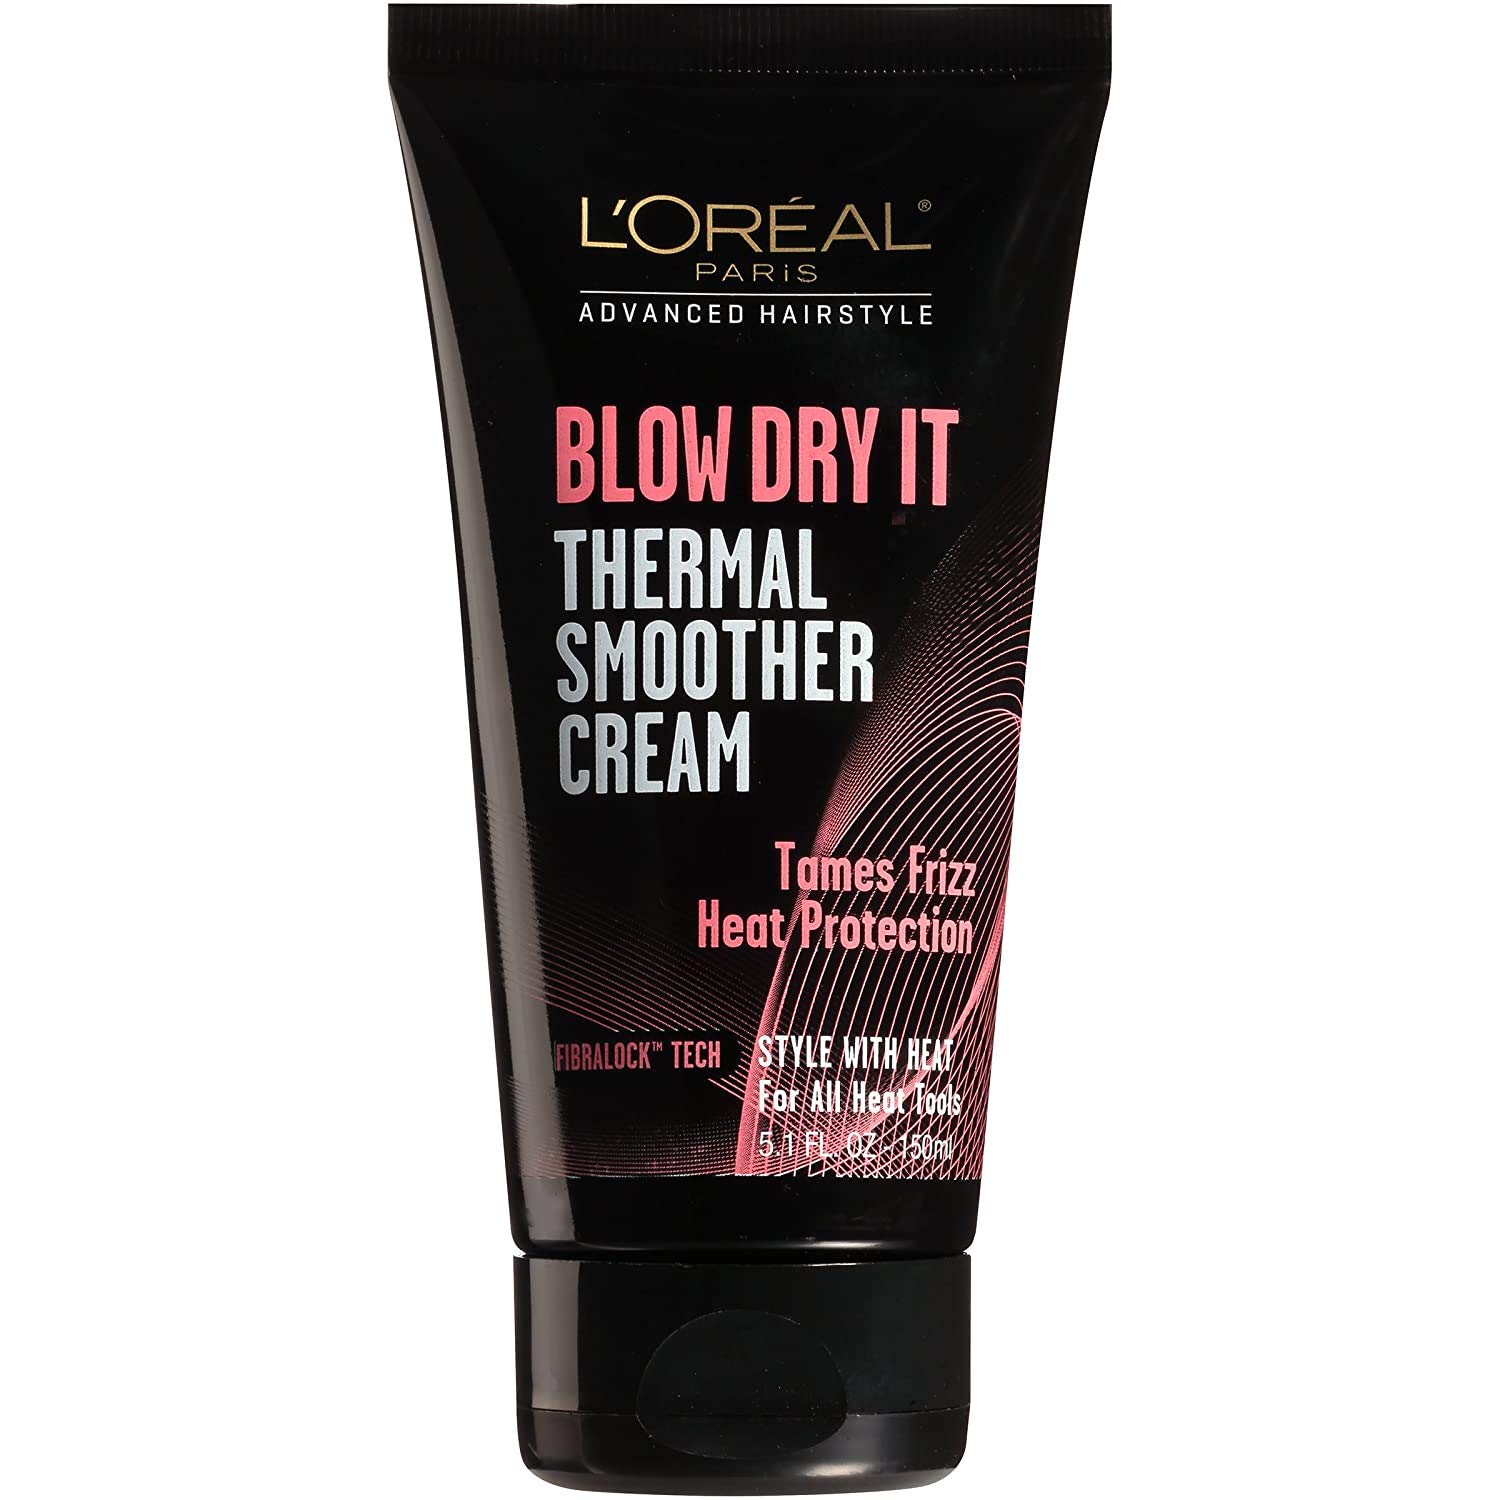 L'ORÉAL®
PARiS
ADVANCED HAIRSTYLE
BLOW DRY IT
THERMAL
SMOOTHER
CREAM
Tames Frizz
Heat Protection
FIBRALOCK™ TECH
STYLE WITH HEAT
For All Heat Tools
5.1 FL. OZ - 150ml